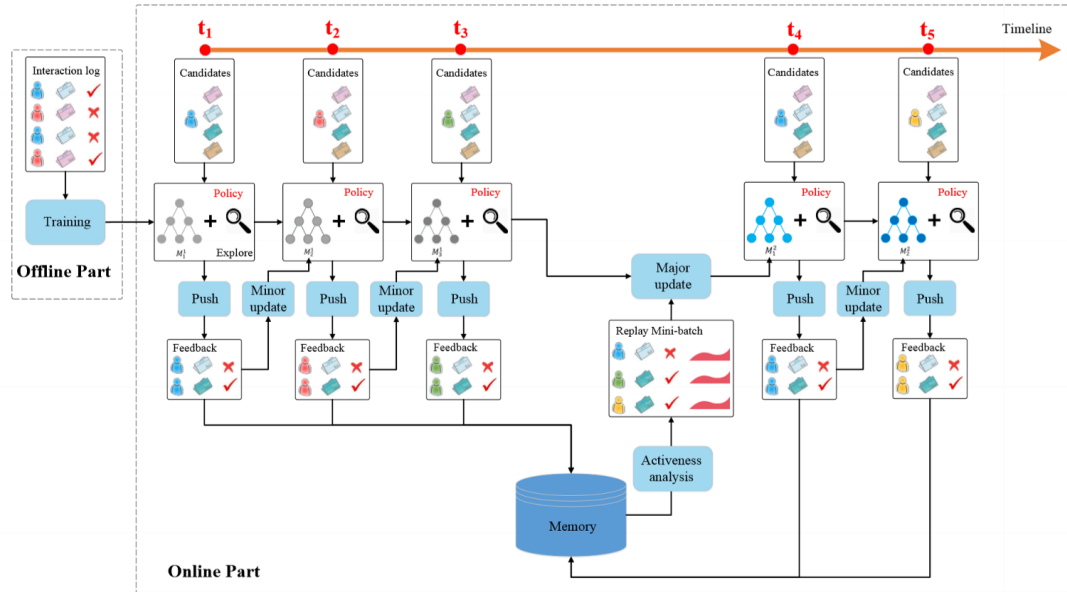 t1
t2
t3
t4
t5
Timeline
Interaction log
Candidates
Candidates
Candidates
Candidates
Candidates
Training
Offline Part
Policy
Explore
Policy
Policy
Policy
Policy
Push
Minor
update
Push
Minor
update
Push
Major
update
Push
Minor
update
Push
Feedback
Feedback
Feedback
Replay Mini-batch
Feedback
Feedback
Activeness
analysis
Memory
Online Part